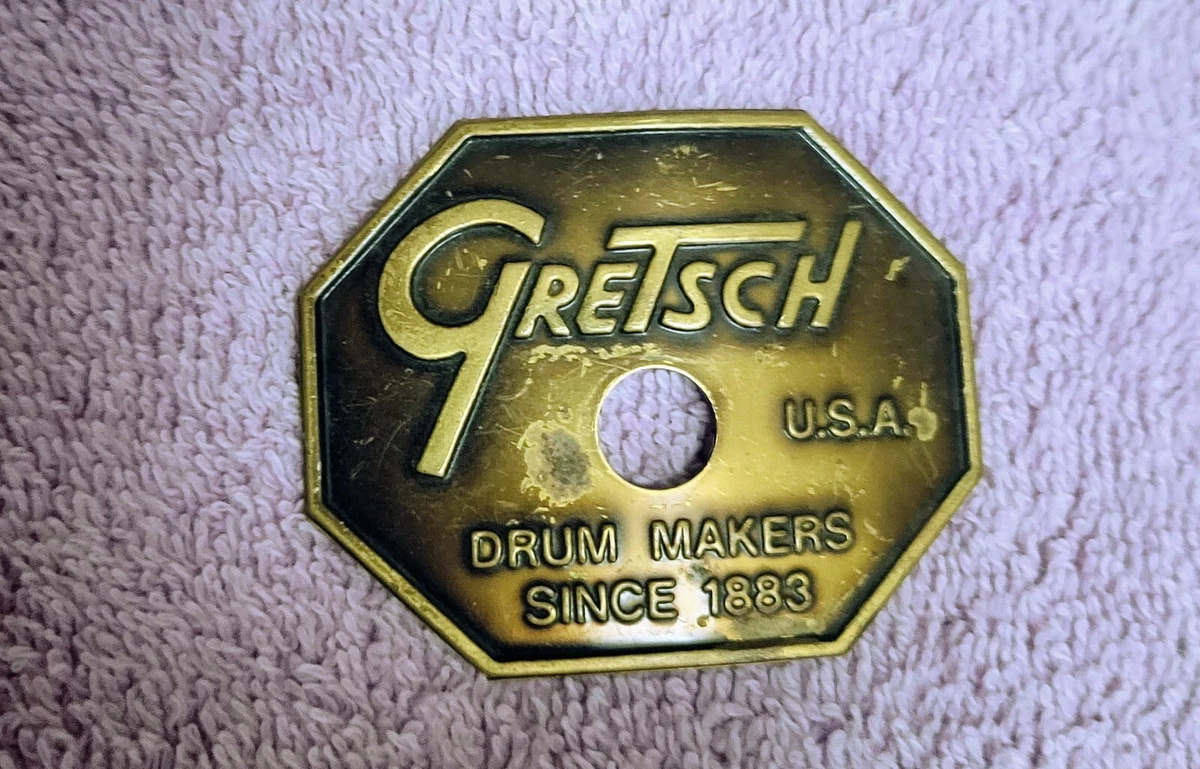 GRETSCH
U.S.A.
DRUM MAKERS
SINCE 1883